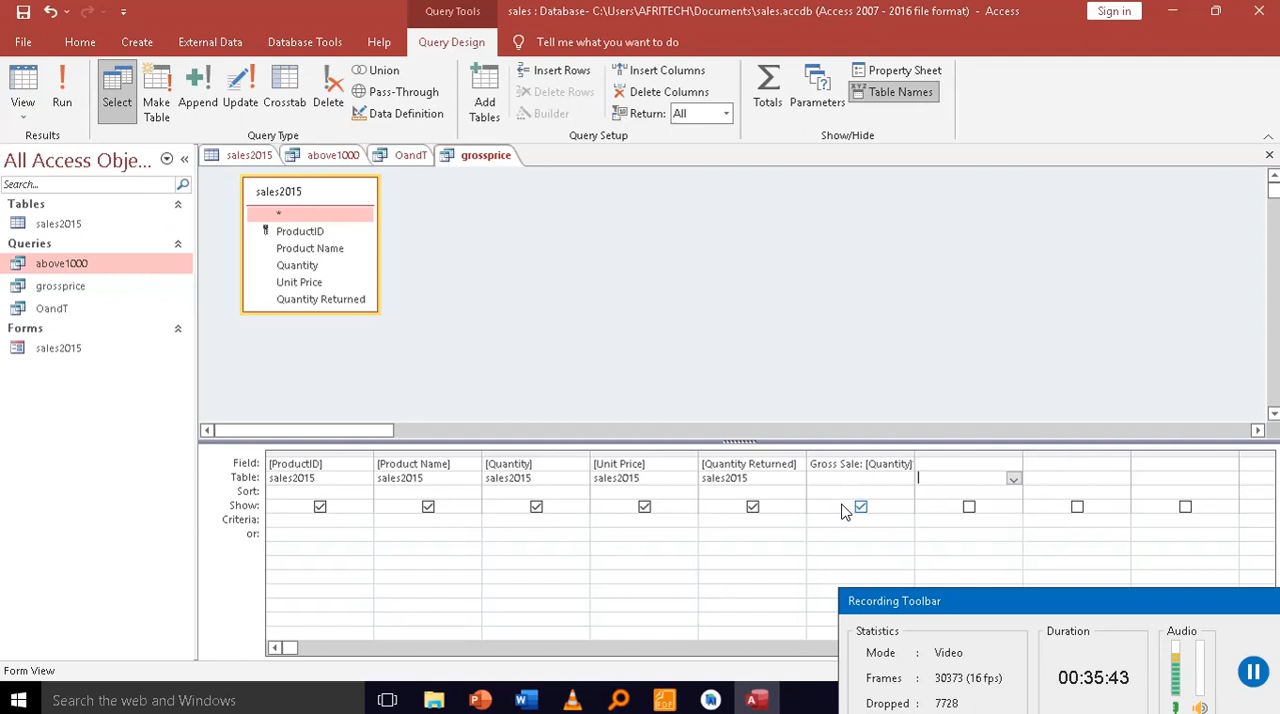 Query Tools
sales : Database- C:\Users\AFRITECH\Documents\sales.accdb (Access 2007 - 2016 file format) - Access
Sign in
File
Home
Create
External Data
Database Tools
Help
Query Design
Tell me what you want to do
View
Run
Results
Select
Make Table
Append
Update
Crosstab
Delete
Union
Pass-Through
Data Definition
Query Type
Add Tables
Insert Rows
Delete Rows
Builder
Insert Columns
Delete Columns
Return: All
Query Setup
Totals
Parameters
Property Sheet
Table Names
Show/Hide
All Access Obje...
Search...
Tables
sales2015
Queries
above1000
grossprice
OandT
Forms
sales2015
sales2015
above1000
OandT
grossprice
sales2015
*
ProductID
Product Name
Quantity
Unit Price
Quantity Returned
Field: [ProductID] [Product Name] [Quantity] [Unit Price] [Quantity Returned] Gross Sale: [Quantity]
Table: sales2015 sales2015 sales2015 sales2015 sales2015
Sort:
Show:
Criteria:
or:
Recording Toolbar
Statistics
Mode : Video
Frames : 30373 (16 fps)
Dropped : 7728
Duration
00:35:43
Audio
Form View
Search the web and Windows